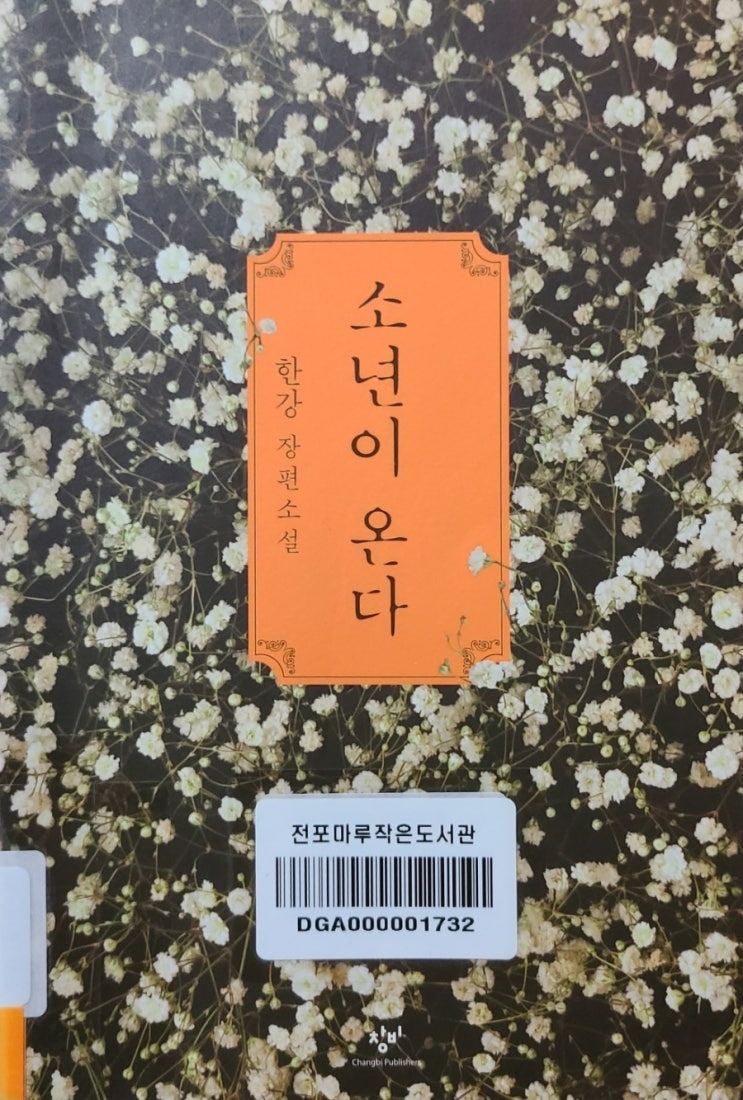 소년이 온다
한강 장편소설
전포마루작은도서관
DGA000001732
창비
Changbi Publishers